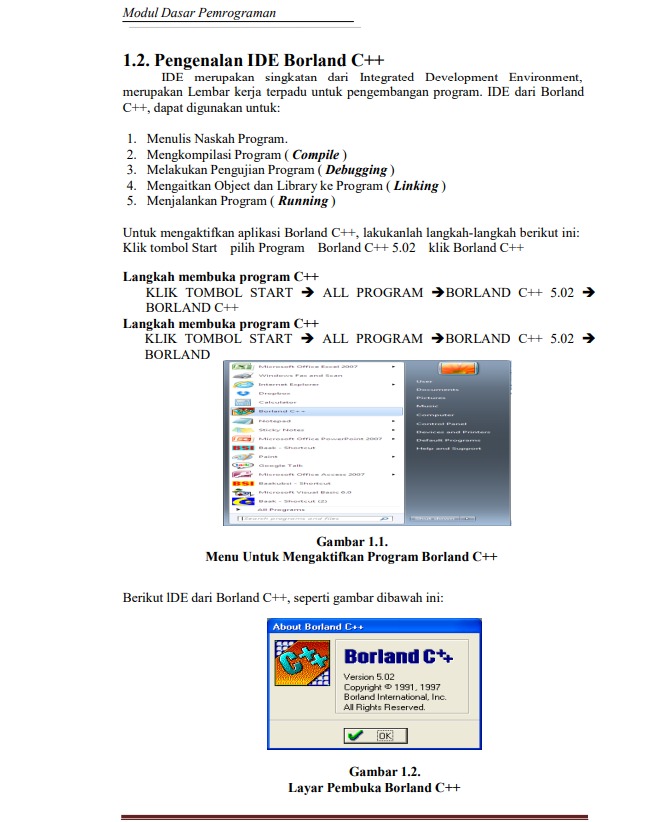 Modul Dasar Pemrograman
1.2. Pengenalan IDE Borland C++
IDE merupakan singkatan dari Integrated Development Environment,
merupakan Lembar kerja terpadu untuk pengembangan program. IDE dari Borland
C++, dapat digunakan untuk:
1. Menulis Naskah Program.
2. Mengkompilasi Program ( Compile )
3. Melakukan Pengujian Program ( Debugging )
4. Mengaitkan Object dan Library ke Program ( Linking )
5. Menjalankan Program ( Running )
Untuk mengaktifkan aplikasi Borland C++, lakukanlah langkah-langkah berikut ini:
Klik tombol Start pilih Program Borland C++ 5.02 klik Borland C++
Langkah membuka program C++
KLIK TOMBOL START ➔ ALL PROGRAM ➔BORLAND C++ 5.02 ➔
BORLAND C++
Langkah membuka program C++
KLIK TOMBOL START ➔ ALL PROGRAM ➔BORLAND C++ 5.02 ➔
BORLAND
Microsoft Office Excel 2007
Windows Fax and Scan
Internet Explorer
Dropbox
Calculator
Borland C++
Notepad
Sticky Notes
Microsoft Office PowerPoint 2007
Baak - Shortcut
Paint
Google Talk
Microsoft Office Access 2007
Shortcut
Microsoft Visual Basic 6.0
Baak - Shortcut (2)
All Programs
Search programs and files
User
Documents
Pictures
Music
Computer
Control Panel
Devices and Printers
Default Programs
Help and Support
Gambar 1.1.
Menu Untuk Mengaktifkan Program Borland C++
Berikut IDE dari Borland C++, seperti gambar dibawah ini:
About Borland C++
C++
Borland C++
Version 5.02
Copyright © 1991, 1997
Borland International, Inc.
All Rights Reserved.
OK
Gambar 1.2.
Layar Pembuka Borland C++